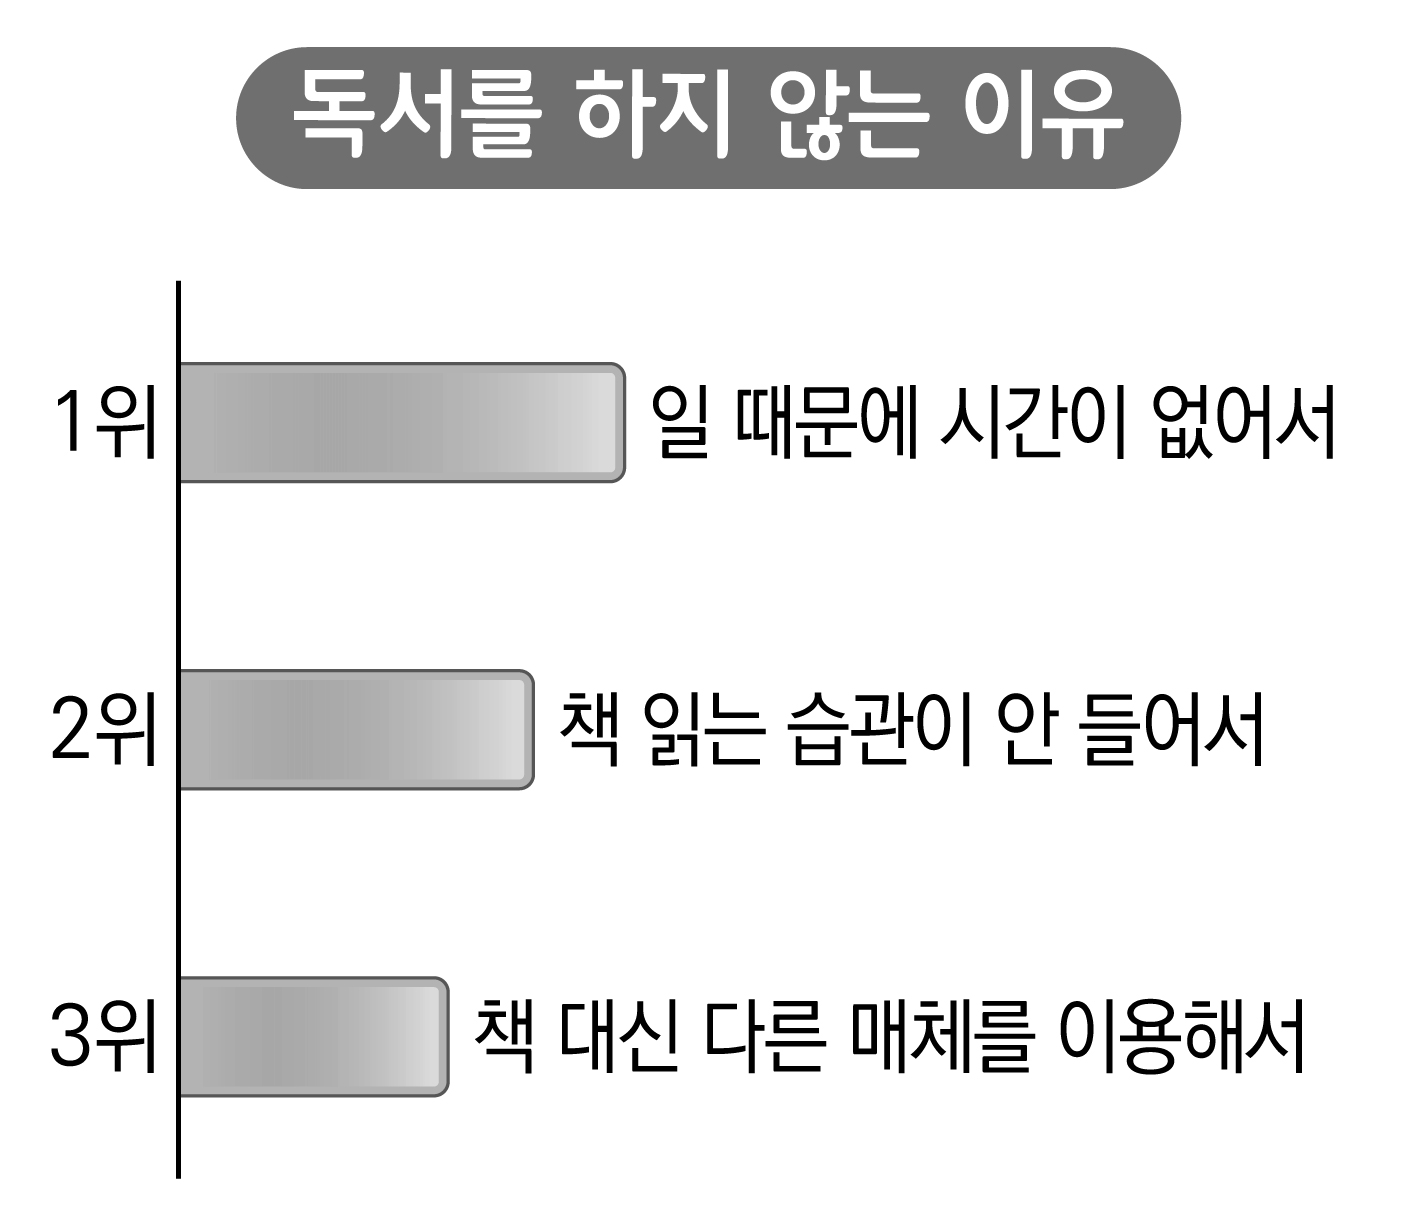 독서를 하지 않는 이유
1위 일 때문에 시간이 없어서
2위 책 읽는 습관이 안 들어서
3위 책 대신 다른 매체를 이용해서